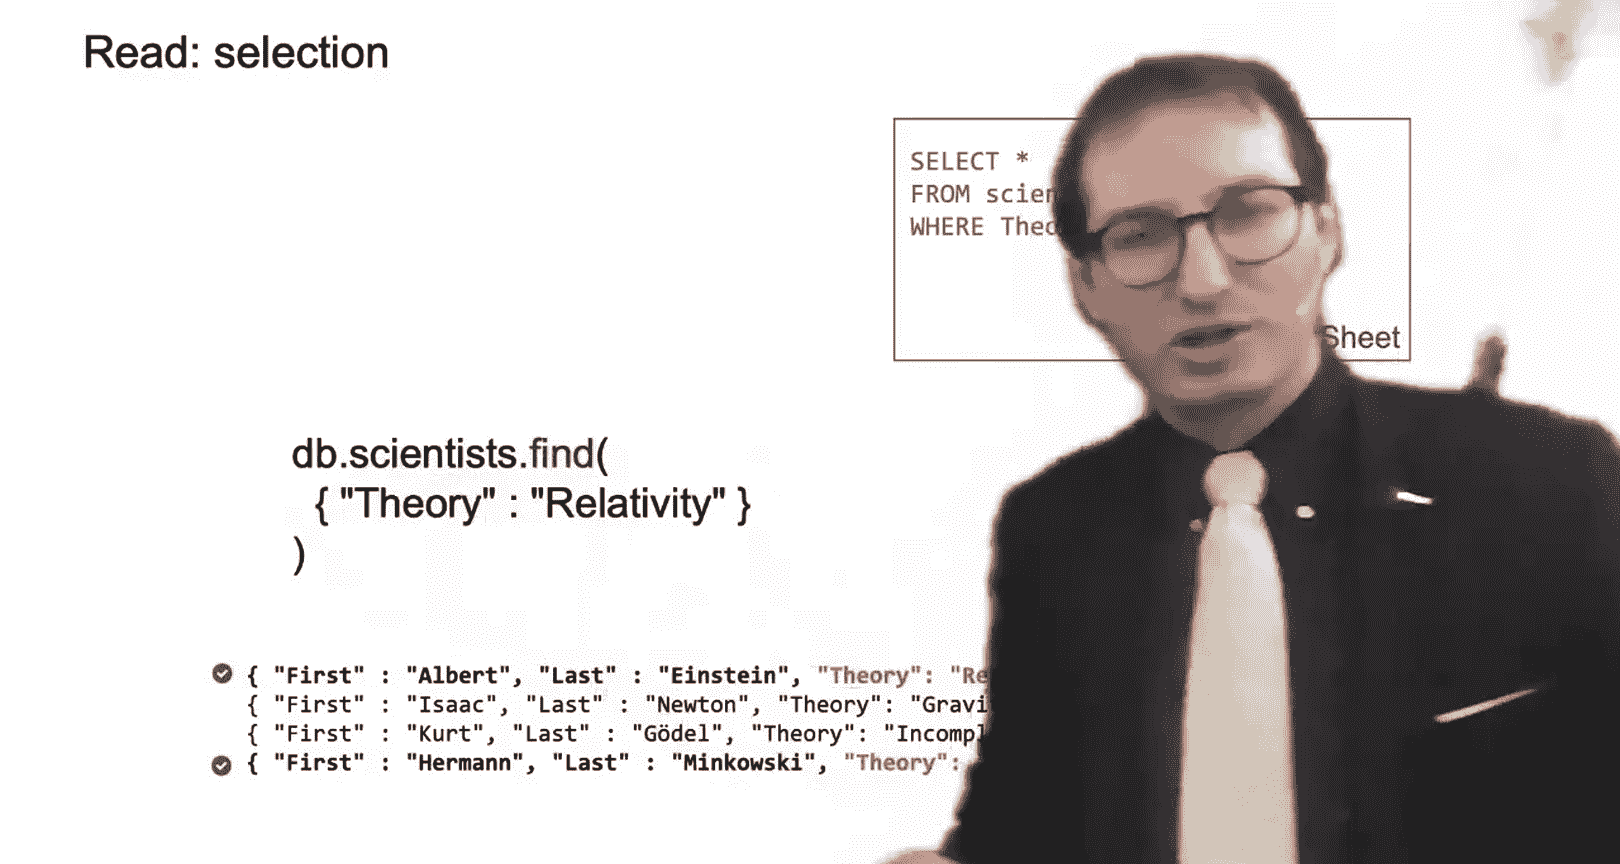 Read: selection
SELECT *
FROM scien
WHERE Theo
Sheet
db.scientists.find(
{ "Theory" : "Relativity" }
)
{ "First" : "Albert", "Last" : "Einstein", "Theory": "Re
{ "First" : "Isaac", "Last" : "Newton", "Theory": "Gravi
{ "First" : "Kurt", "Last" : "Gödel", "Theory": "Incompl
{ "First" : "Hermann", "Last" : "Minkowski", "Theory":